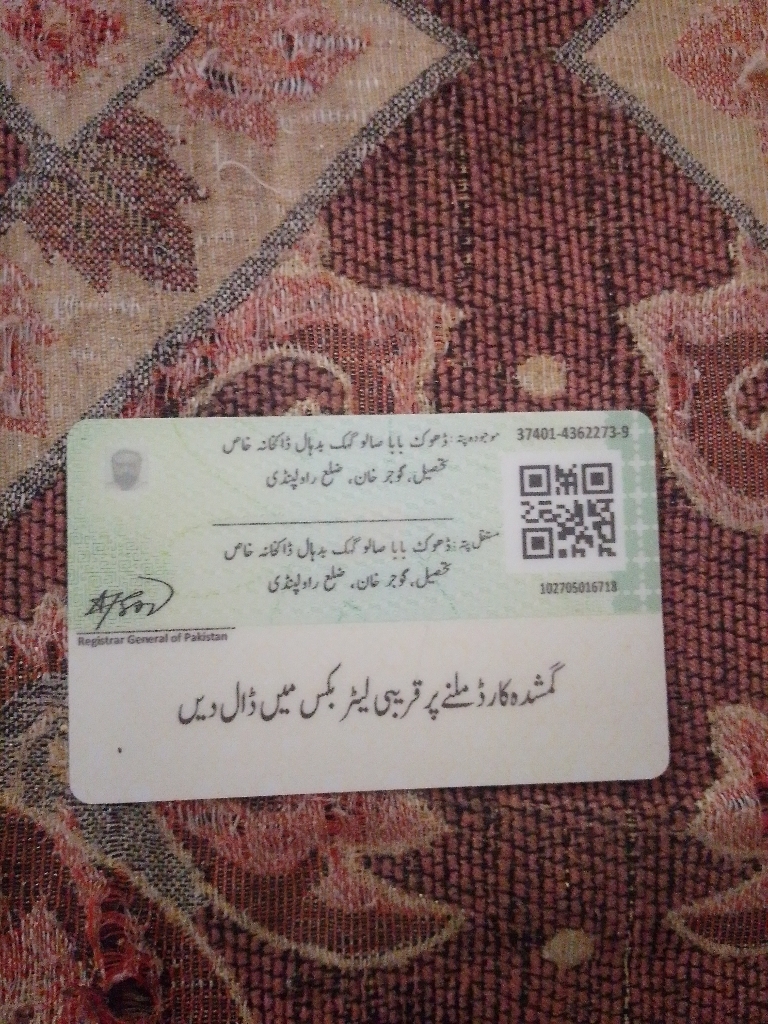 موجودہ پتہ: ڈھوک بابا صالو گہک بدہال ڈاکخانہ خاص
تحصیل، گوجر خان، ضلع راولپنڈی
37401-4362273-9
مستقل پتہ: ڈھوک بابا صالو گہک بدہال ڈاکخانہ خاص
تحصیل، گوجر خان، ضلع راولپنڈی
102705016718
Registrar General of Pakistan
گمشدہ کارڈ ملنے پر قریبی لیٹر بکس میں ڈال دیں